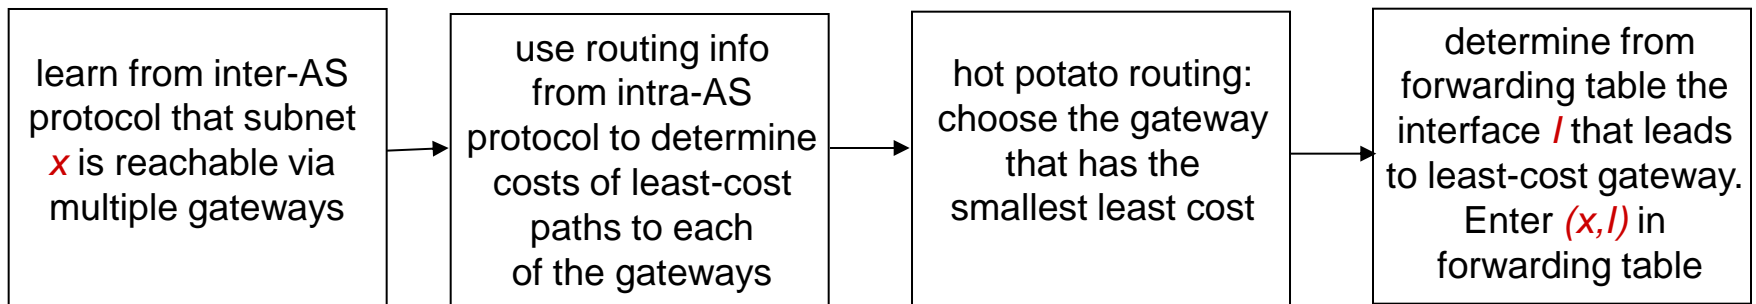 learn from inter-AS
protocol that subnet
x is reachable via
multiple gateways
use routing info
from intra-AS
protocol to determine
costs of least-cost
paths to each
of the gateways
hot potato routing:
choose the gateway
that has the
smallest least cost
determine from
forwarding table the
interface I that leads
to least-cost gateway.
Enter (x,I) in
forwarding table